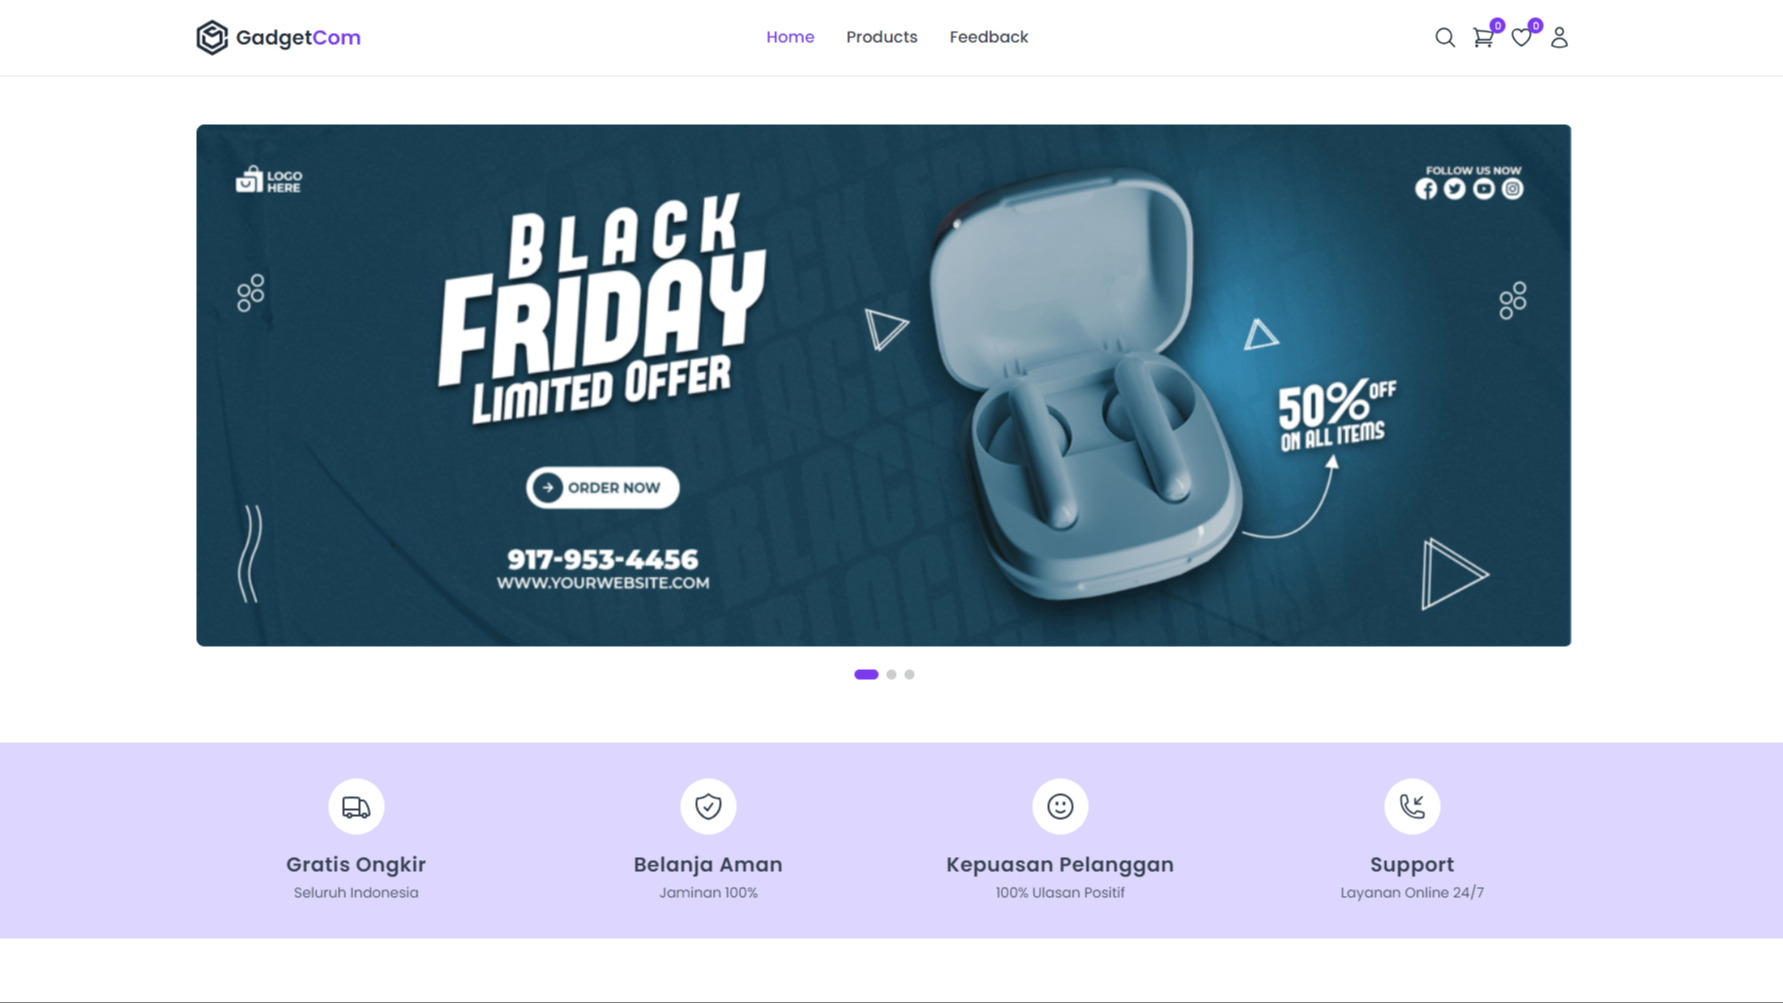 GadgetCom
Home
Products
Feedback
0
0
LOGO
HERE
FOLLOW US NOW
BLACK
FRIDAY
LIMITED OFFER
50% OFF
ON ALL ITEMS
ORDER NOW
917-953-4456
WWW.YOURWEBSITE.COM
Gratis Ongkir
Seluruh Indonesia
Belanja Aman
Jaminan 100%
Kepuasan Pelanggan
100% Ulasan Positif
Support
Layanan Online 24/7